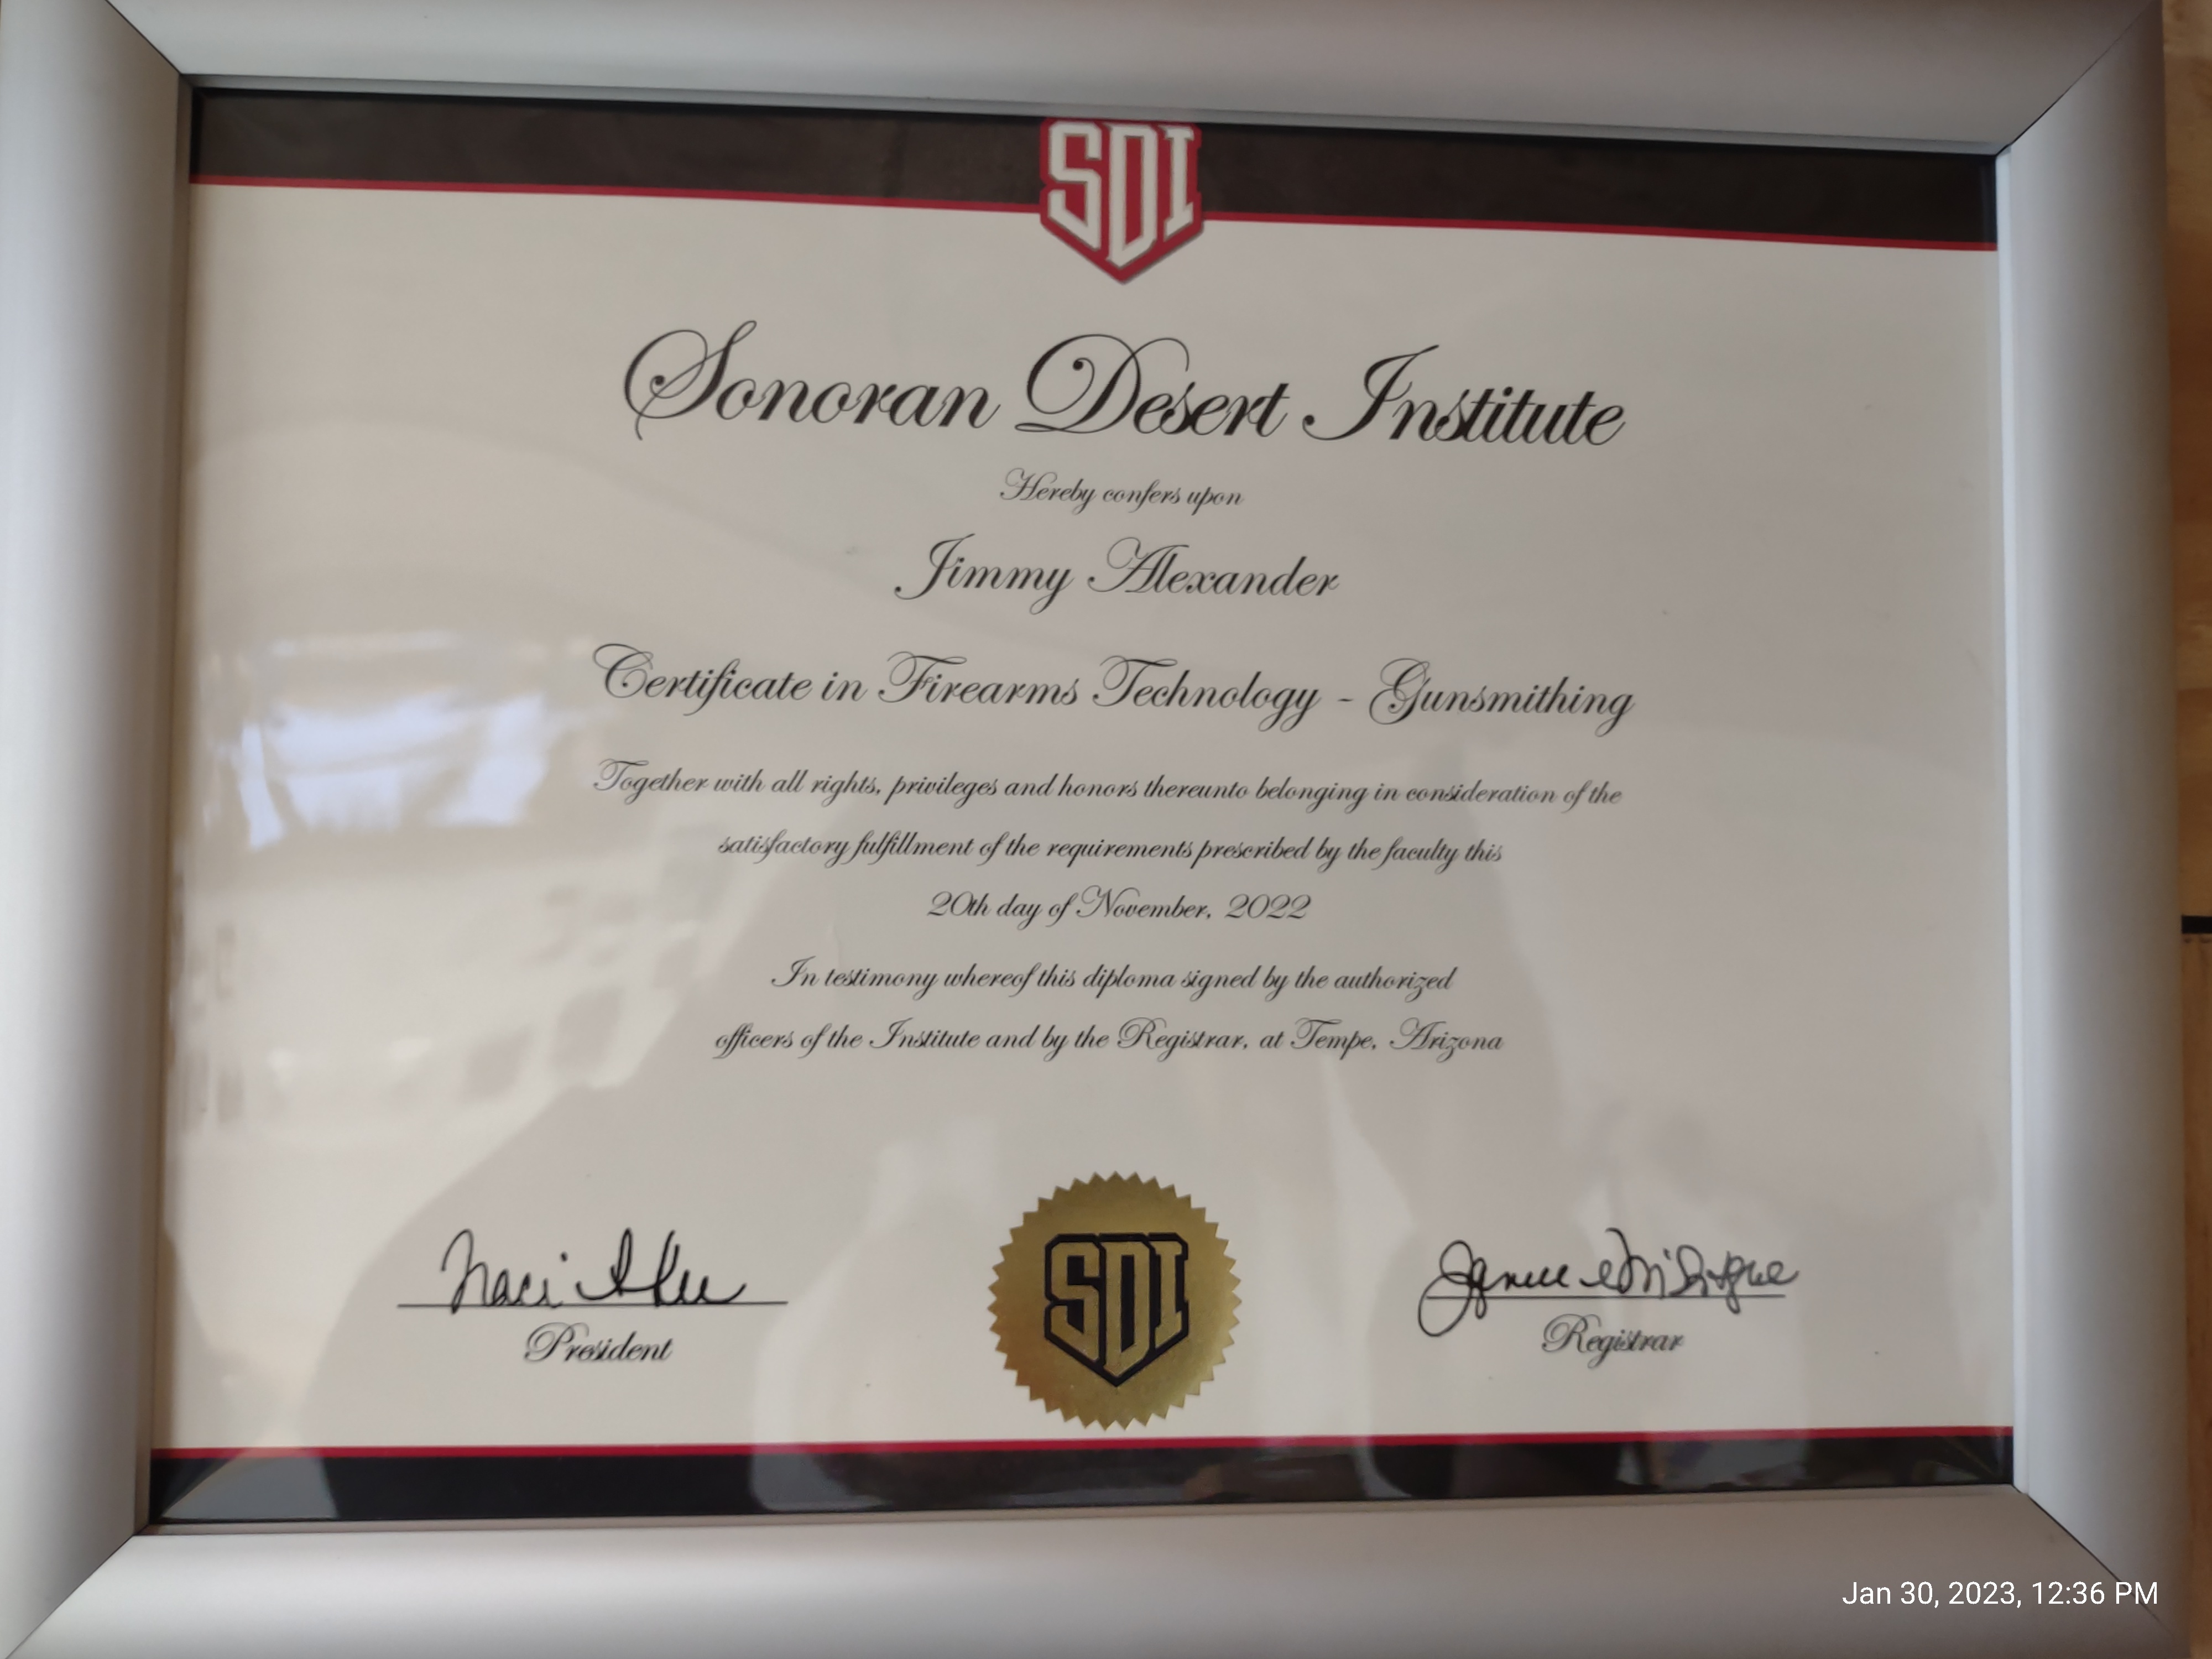 SDI
Sonoran Desert Institute
Hereby confers upon
Jimmy Alexander
Certificate in Firearms Technology - Gunsmithing
Together with all rights, privileges and honors thereunto belonging in consideration of the
satisfactory fulfillment of the requirements prescribed by the faculty this
20th day of November, 2022
In testimony whereof this diploma signed by the authorized
officers of the Institute and by the Registrar, at Tempe, Arizona
President
SDI
Registrar
Jan 30, 2023, 12:36 PM